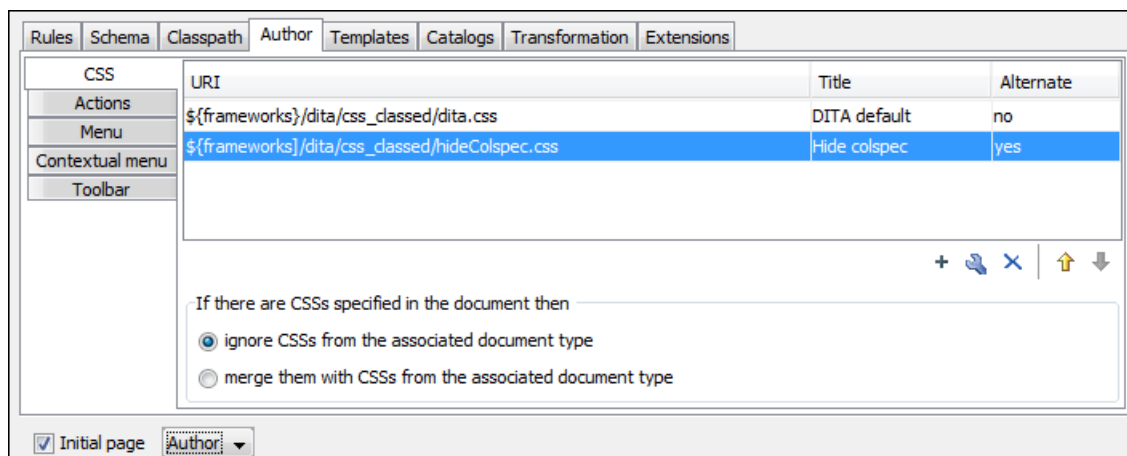 Rules Schema Classpath Author Templates Catalogs Transformation Extensions
CSS
Actions
Menu
Contextual menu
Toolbar
URI Title Alternate
${frameworks}/dita/css_classed/dita.css DITA default no
${frameworks]/dita/css_classed/hideColspec.css Hide colspec yes
If there are CSSs specified in the document then
ignore CSSs from the associated document type
merge them with CSSs from the associated document type
Initial page Author